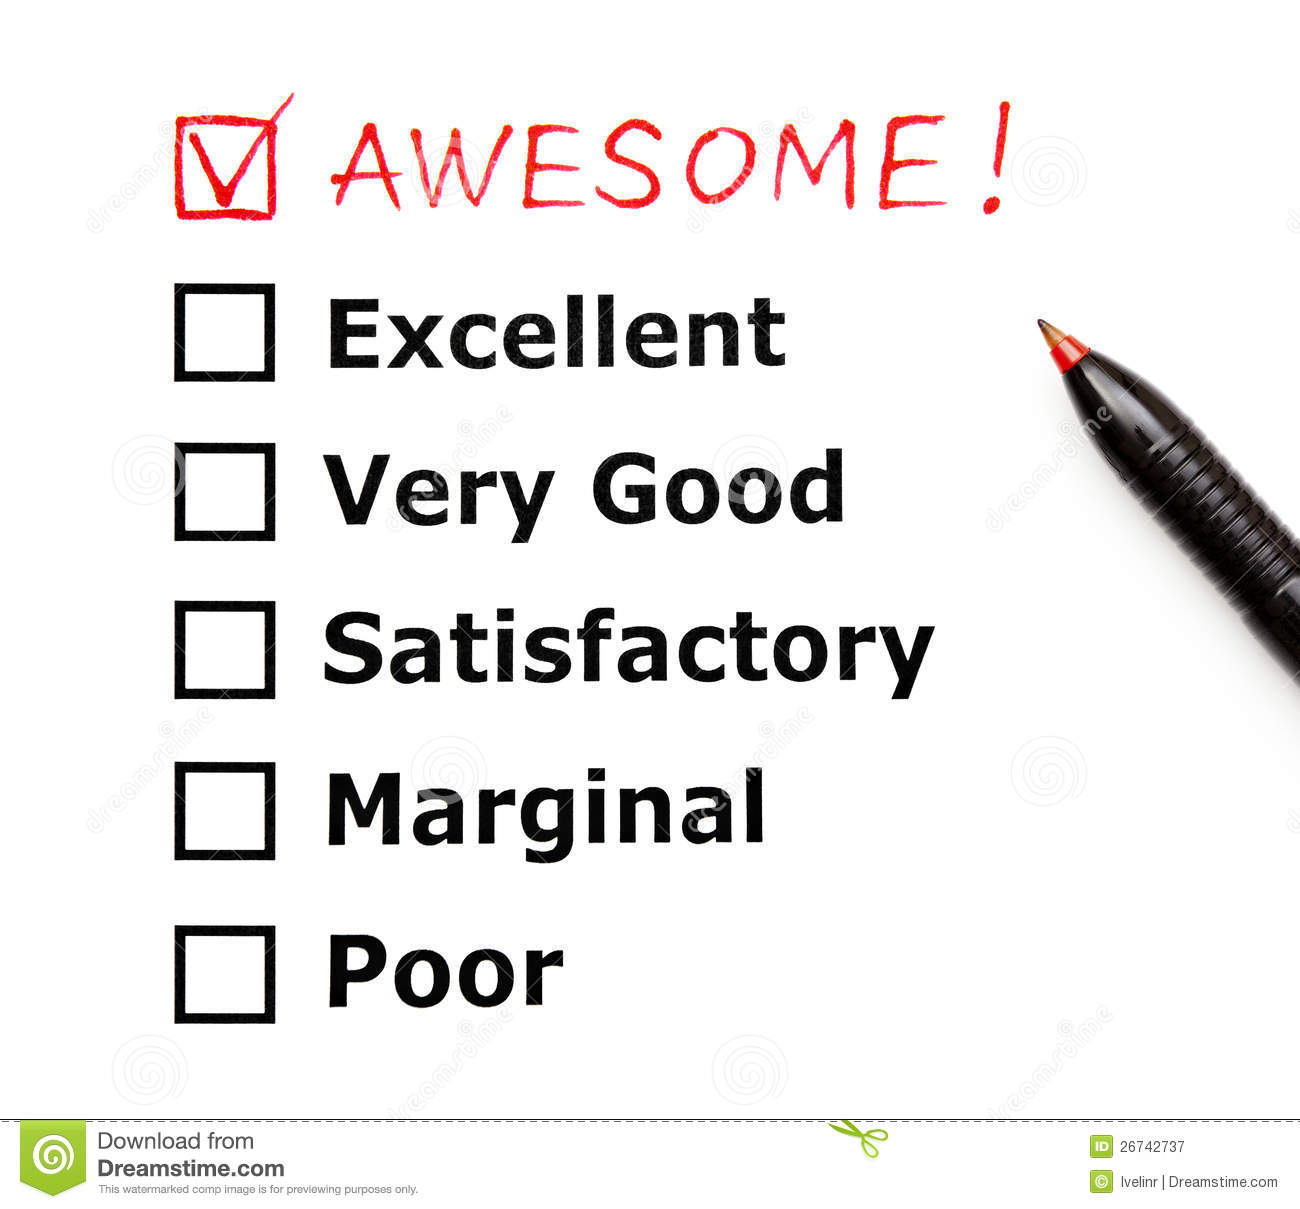 AWESOME!
Excellent
Very Good
Satisfactory
Marginal
Poor
Download from
Dreamstime.com
This watermarked comp image is for previewing purposes only.
ID 26742737
© Ivelinr | Dreamstime.com